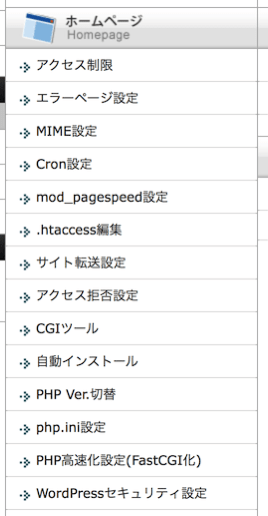 ホームページ
Homepage
アクセス制限
エラーページ設定
MIME設定
Cron設定
mod_pagespeed設定
.htaccess編集
サイト転送設定
アクセス拒否設定
CGIツール
自動インストール
PHP Ver.切替
php.ini設定
PHP高速化設定(FastCGI化)
WordPressセキュリティ設定